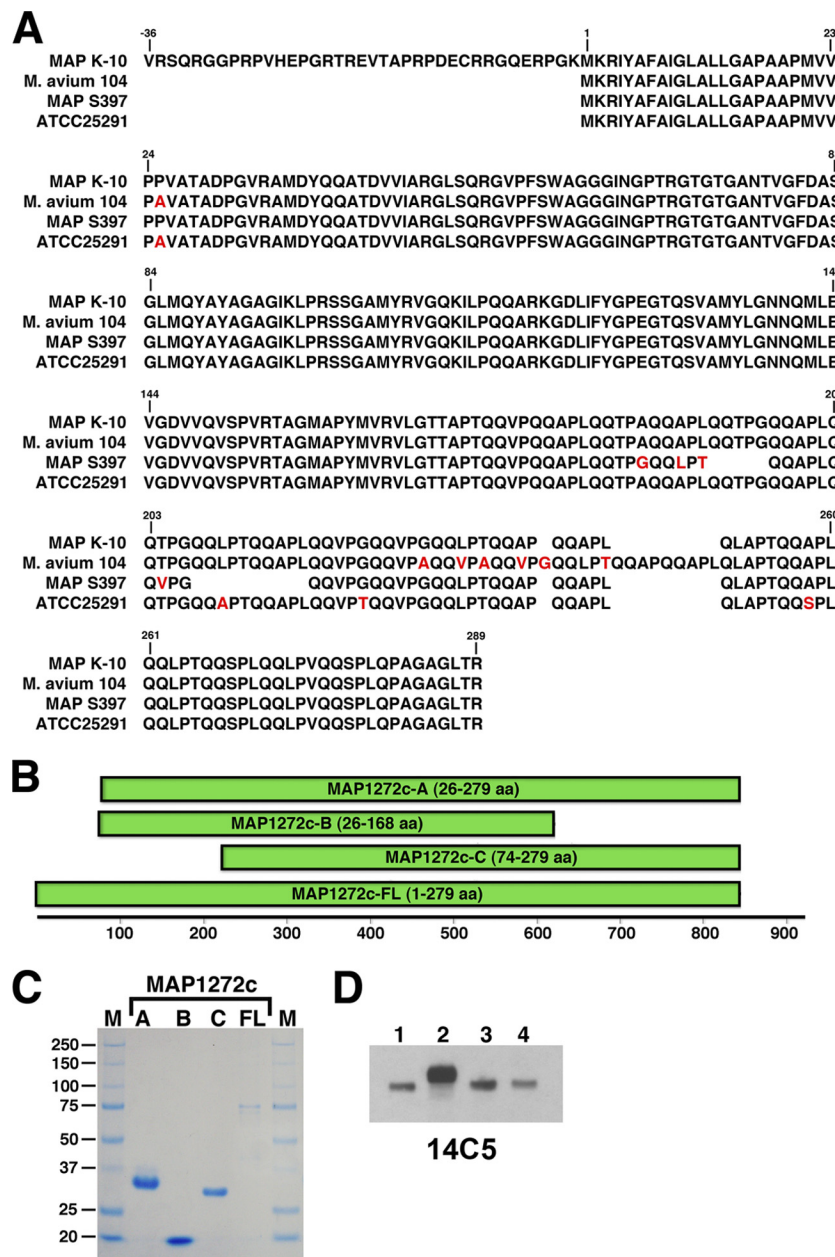 A
-36 1 23
MAP K-10 VRSQRGGPRPVHEPGRTREVTAPRPDECRRGQERPGKMKRIYAFAIGLALLGAPAAPMVV
M. avium 104 MKRIYAFAIGLALLGAPAAPMVV
MAP S397 MKRIYAFAIGLALLGAPAAPMVV
ATCC25291 MKRIYAFAIGLALLGAPAAPMVV
24 8
MAP K-10 PPVATADPGVRAMDYQQATDVVIARGLSQRGVPFSWAGGGINGPTRGTGTGANTVGFDAS
M. avium 104 PAVATADPGVRAMDYQQATDVVIARGLSQRGVPFSWAGGGINGPTRGTGTGANTVGFDAS
MAP S397 PPVATADPGVRAMDYQQATDVVIARGLSQRGVPFSWAGGGINGPTRGTGTGANTVGFDAS
ATCC25291 PAVATADPGVRAMDYQQATDVVIARGLSQRGVPFSWAGGGINGPTRGTGTGANTVGFDAS
84 14
MAP K-10 GLMQYAYAGAGIKLPRSSGAMYRVGQKILPQQARKGDLIFYGPEGTQSVAMYLGNNQMLE
M. avium 104 GLMQYAYAGAGIKLPRSSGAMYRVGQKILPQQARKGDLIFYGPEGTQSVAMYLGNNQMLE
MAP S397 GLMQYAYAGAGIKLPRSSGAMYRVGQKILPQQARKGDLIFYGPEGTQSVAMYLGNNQMLE
ATCC25291 GLMQYAYAGAGIKLPRSSGAMYRVGQKILPQQARKGDLIFYGPEGTQSVAMYLGNNQMLE
144 20
MAP K-10 VGDVVQVSPVRTAGMAPYMVRVLGTTAPTQQVPQQAPLQQTPAQQAPLQQTPGQQAPLQ
M. avium 104 VGDVVQVSPVRTAGMAPYMVRVLGTTAPTQQVPQQAPLQQTPAQQAPLQQTPGQQAPLQ
MAP S397 VGDVVQVSPVRTAGMAPYMVRVLGTTAPTQQVPQQAPLQQTPGQQLPT QQAPLQ
ATCC25291 VGDVVQVSPVRTAGMAPYMVRVLGTTAPTQQVPQQAPLQQTPAQQAPLQQTPGQQAPLQ
203 260
MAP K-10 QTPGQQLPTQQAPLQQVPGQQVPGQQLPTQQAP QQAPL QLAPTQQAPL
M. avium 104 QTPGQQLPTQQAPLQQVPGQQVPAQQVPAQQVPGQQLPTQQAPQQAPLQLAPTQQAPL
MAP S397 QVPG QQVPGQQVPGQQLPTQQAP QQAPL QLAPTQQAPL
ATCC25291 QTPGQQAPTQQAPLQQVPTQQVPGQQLPTQQAP QQAPL QLAPTQQSPL
261 289
MAP K-10 QQLPTQQSPLQQLPVQQSPLQPAGAGLTR
M. avium 104 QQLPTQQSPLQQLPVQQSPLQPAGAGLTR
MAP S397 QQLPTQQSPLQQLPVQQSPLQPAGAGLTR
ATCC25291 QQLPTQQSPLQQLPVQQSPLQPAGAGLTR
B
MAP1272c-A (26-279 aa)
MAP1272c-B (26-168 aa)
MAP1272c-C (74-279 aa)
MAP1272c-FL (1-279 aa)
100 200 300 400 500 600 700 800 900
C
MAP1272c
M A B C FL M
250
150
100
75
50
37
25
20
D
1 2 3 4
14C5